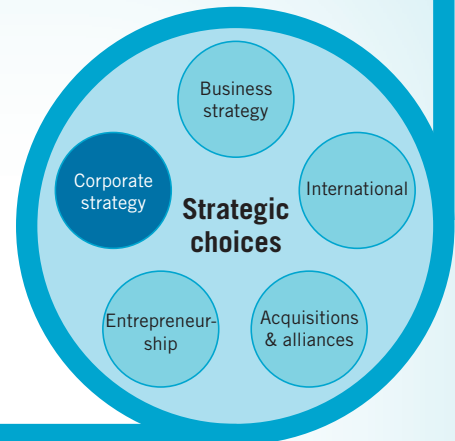 Business
strategy
Corporate
strategy
International
Strategic
choices
Entrepreneur-
ship
Acquisitions
& alliances